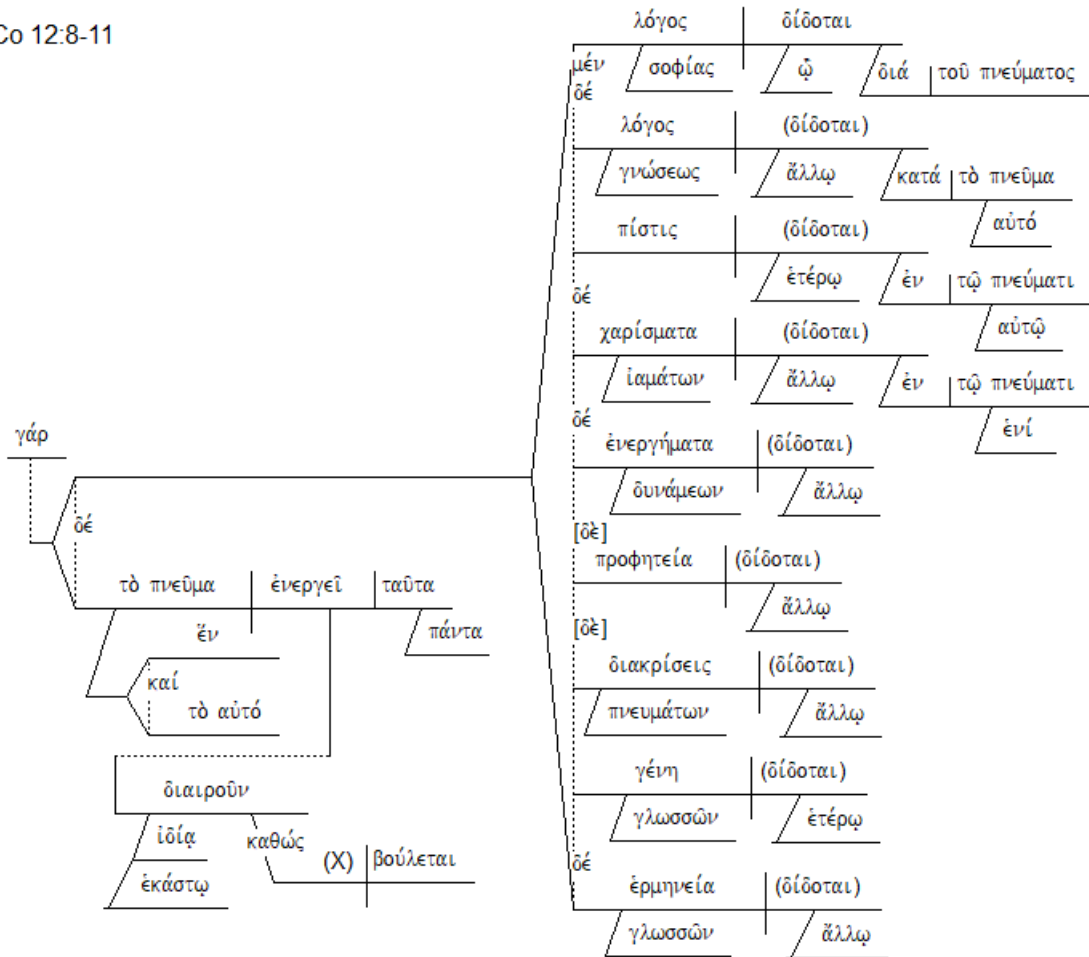 Co 12:8-11
λόγος δίδοται
μέν σοφίας ᾧ διά τοῦ πνεύματος
δέ
λόγος (δίδοται)
γνώσεως ἄλλῳ κατά τὸ πνεῦμα
αὐτό
πίστις (δίδοται)
ἑτέρῳ ἐν τῷ πνεύματι
δέ
αὐτῷ
χαρίσματα (δίδοται)
ἰαμάτων ἄλλῳ ἐν τῷ πνεύματι
δέ
ἑνί
γάρ
ἐνεργήματα (δίδοται)
δυνάμεων ἄλλῳ
δέ
[δὲ]
προφητεία (δίδοται)
τὸ πνεῦμα ἐνεργεῖ ταῦτα
ἄλλῳ
ἕν πάντα
[δὲ]
διακρίσεις (δίδοται)
καί
τὸ αὐτό
πνευμάτων ἄλλῳ
γένη (δίδοται)
διαιροῦν
γλωσσῶν ἑτέρῳ
ἰδίᾳ καθώς
(X) βούλεται
δέ
ἑκάστῳ
ἑρμηνεία (δίδοται)
γλωσσῶν ἄλλῳ